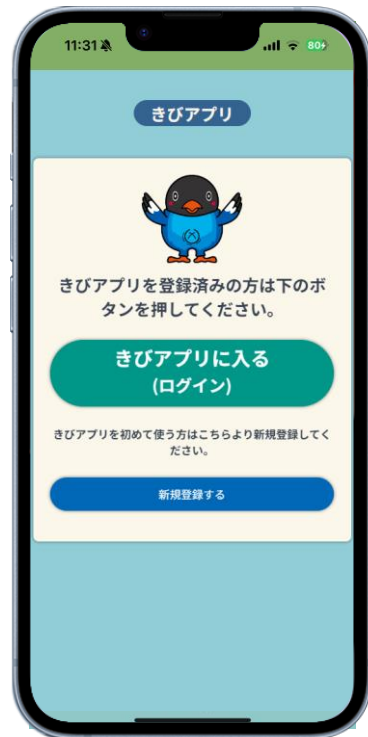 11:31
80
きびアプリ
きびアプリを登録済みの方は下のボ
タンを押してください。
きびアプリに入る
(ログイン)
きびアプリを初めて使う方はこちらより新規登録してく
ださい。
新規登録する